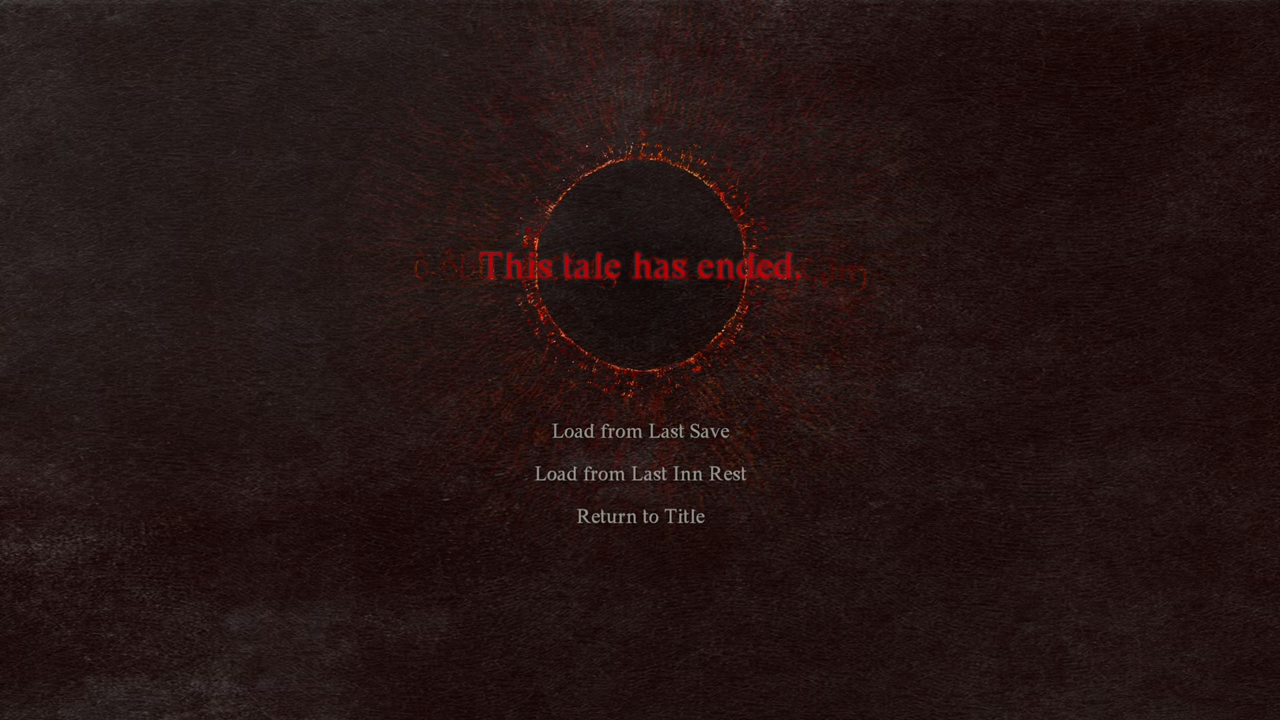 This tale has ended.
Load from Last Save
Load from Last Inn Rest
Return to Title